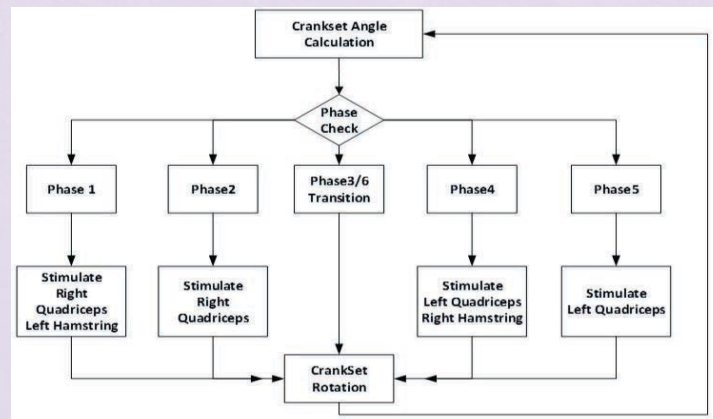 Crankset Angle
Calculation
Phase
Check
Phase 1
Phase2
Phase3/6
Transition
Phase4
Phase5
Stimulate
Right
Quadriceps
Left Hamstring
Stimulate
Right
Quadriceps
Stimulate
Left Quadriceps
Right Hamstring
Stimulate
Left Quadriceps
CrankSet
Rotation